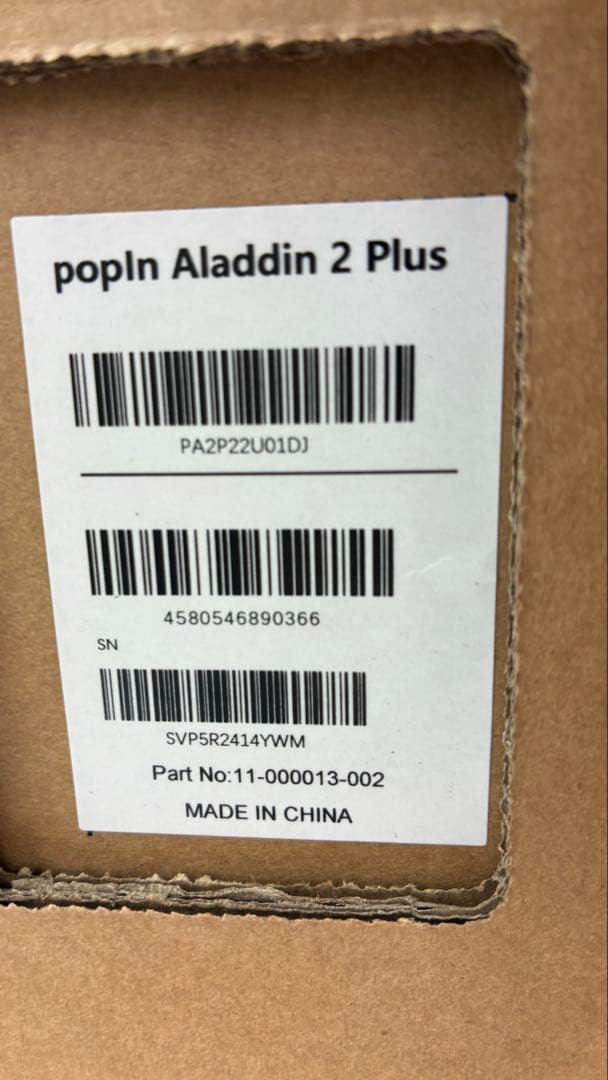 popIn Aladdin 2 Plus
PA2P22U01DJ
4580546890366
SN
SVP5R2414YWM
Part No:11-000013-002
MADE IN CHINA